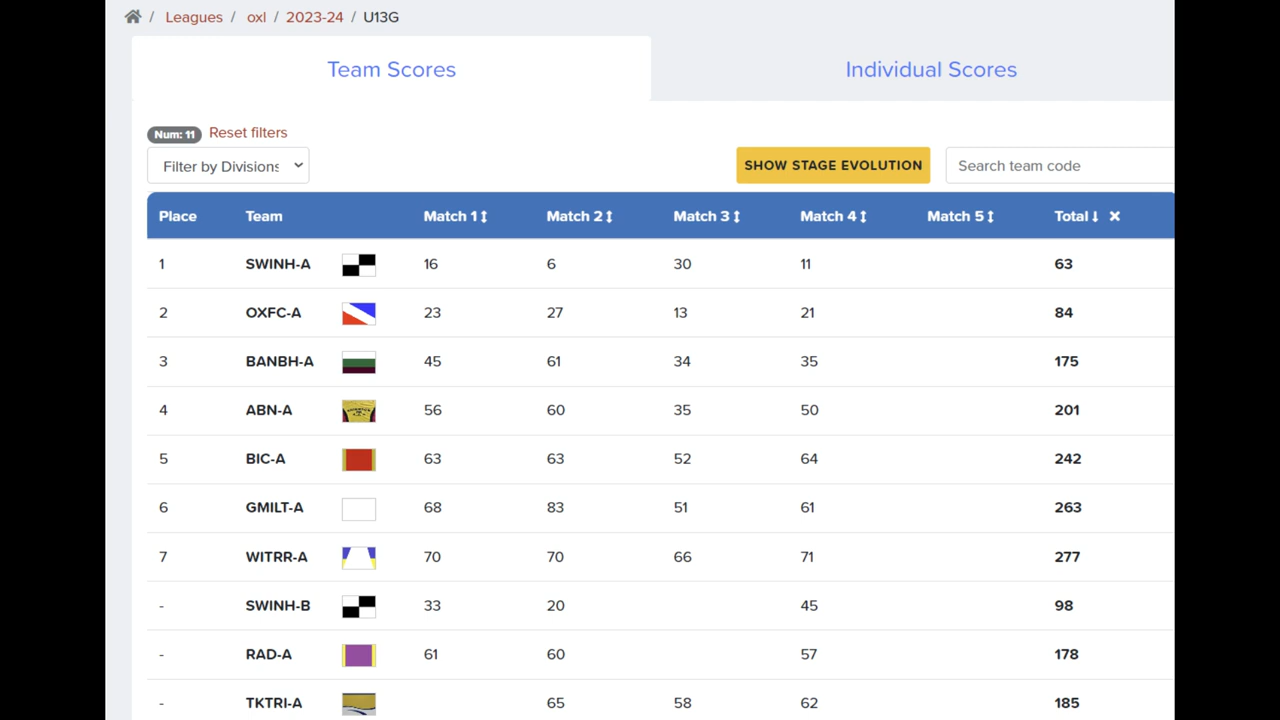 / Leagues / oxl / 2023-24 / U13G
Team Scores Individual Scores
Num: 11 Reset filters
Filter by Divisions SHOW STAGE EVOLUTION Search team code
Place Team Match 1 Match 2 Match 3 Match 4 Match 5 Total
1 SWINH-A 16 6 30 11 63
2 OXFC-A 23 27 13 21 84
3 BANBH-A 45 61 34 35 175
4 ABN-A 56 60 35 50 201
5 BIC-A 63 63 52 64 242
6 GMILT-A 68 83 51 61 263
7 WITRR-A 70 70 66 71 277
- SWINH-B 33 20 45 98
- RAD-A 61 60 57 178
- TKTRI-A 65 58 62 185